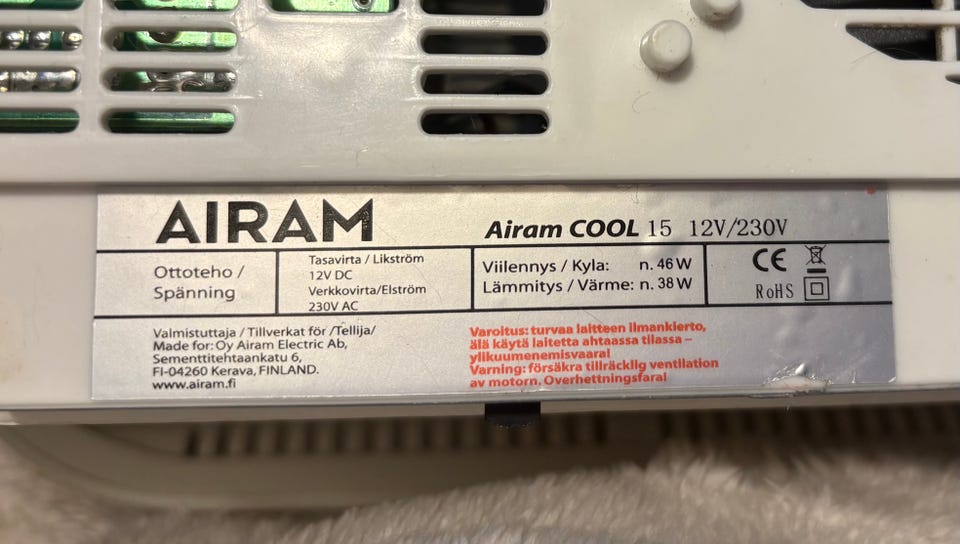 AIRAM
Airam COOL 15 12V/230V
Ottoteho /
Spänning
Tasavirta / Likström
12V DC
Verkkovirta/Elström
230V AC
Viilennys / Kyla: n. 46 W
Lämmitys / Värme: n. 38 W
CE
RoHS
Valmistuttaja / Tillverkat för /Tellija/
Made for: Oy Airam Electric Ab,
Sementtitehtaankatu 6,
FI-04260 Kerava, FINLAND.
www.airam.fi
Varoitus: turvaa laitteen ilmankierto,
älä käytä laitetta ahtaassa tilassa –
ylikuumenemisvaara!
Varning: försäkra tillräcklig ventilation
av motorn. Överhettningsfara!